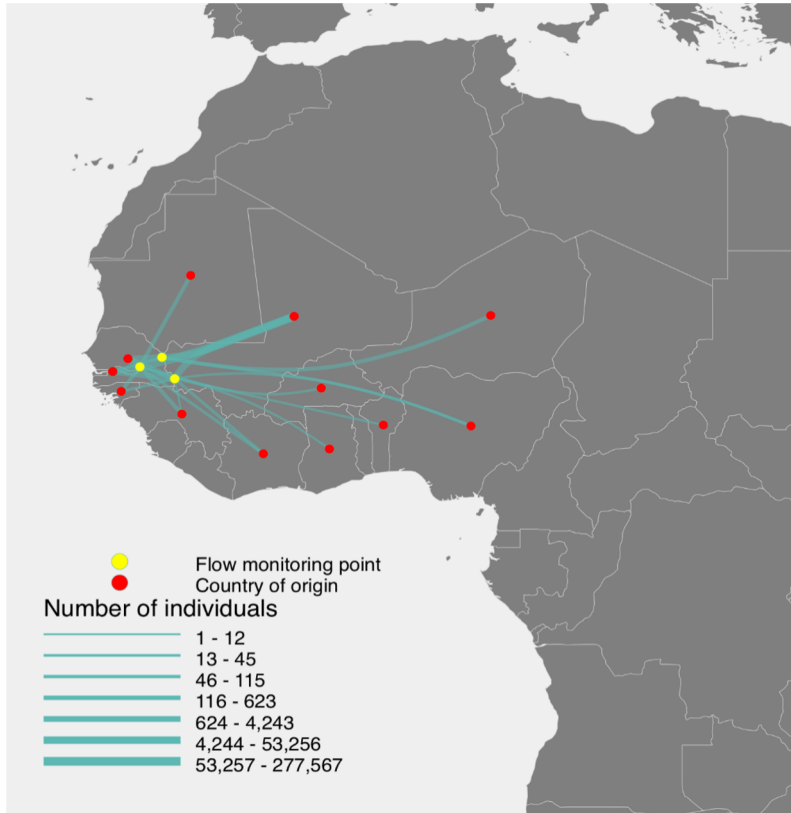 Flow monitoring point
Country of origin
Number of individuals
1 - 12
13 - 45
46 - 115
116 - 623
624 - 4,243
4,244 - 53,256
53,257 - 277,567